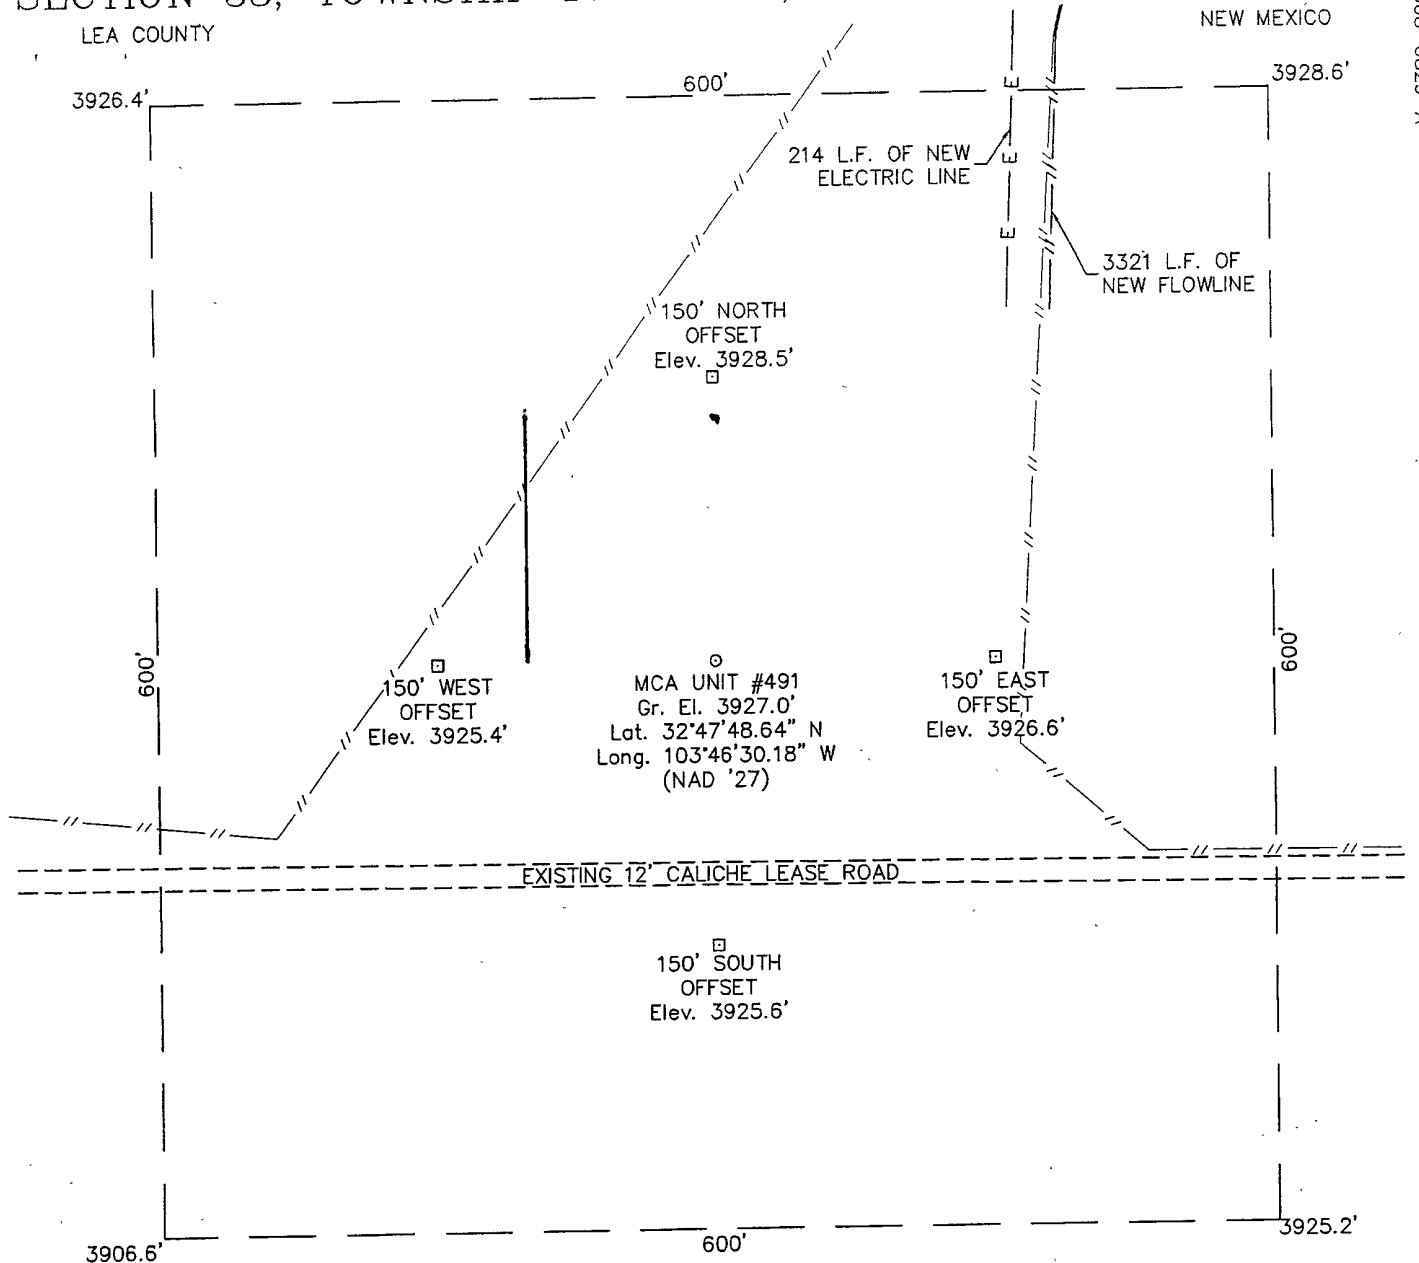 LEA COUNTY
NEW MEXICO
3926.4'
600'
3928.6'
214 L.F. OF NEW
ELECTRIC LINE
E
E
E
3321 L.F. OF
NEW FLOWLINE
150' NORTH
OFFSET
Elev. 3928.5'
600'
600'
150' WEST
OFFSET
Elev. 3925.4'
MCA UNIT #491
Gr. El. 3927.0'
Lat. 32°47'48.64" N
Long. 103°46'30.18" W
(NAD '27)
150' EAST
OFFSET
Elev. 3926.6'
EXISTING 12' CALICHE LEASE ROAD
150' SOUTH
OFFSET
Elev. 3925.6'
3906.6'
600'
3925.2'